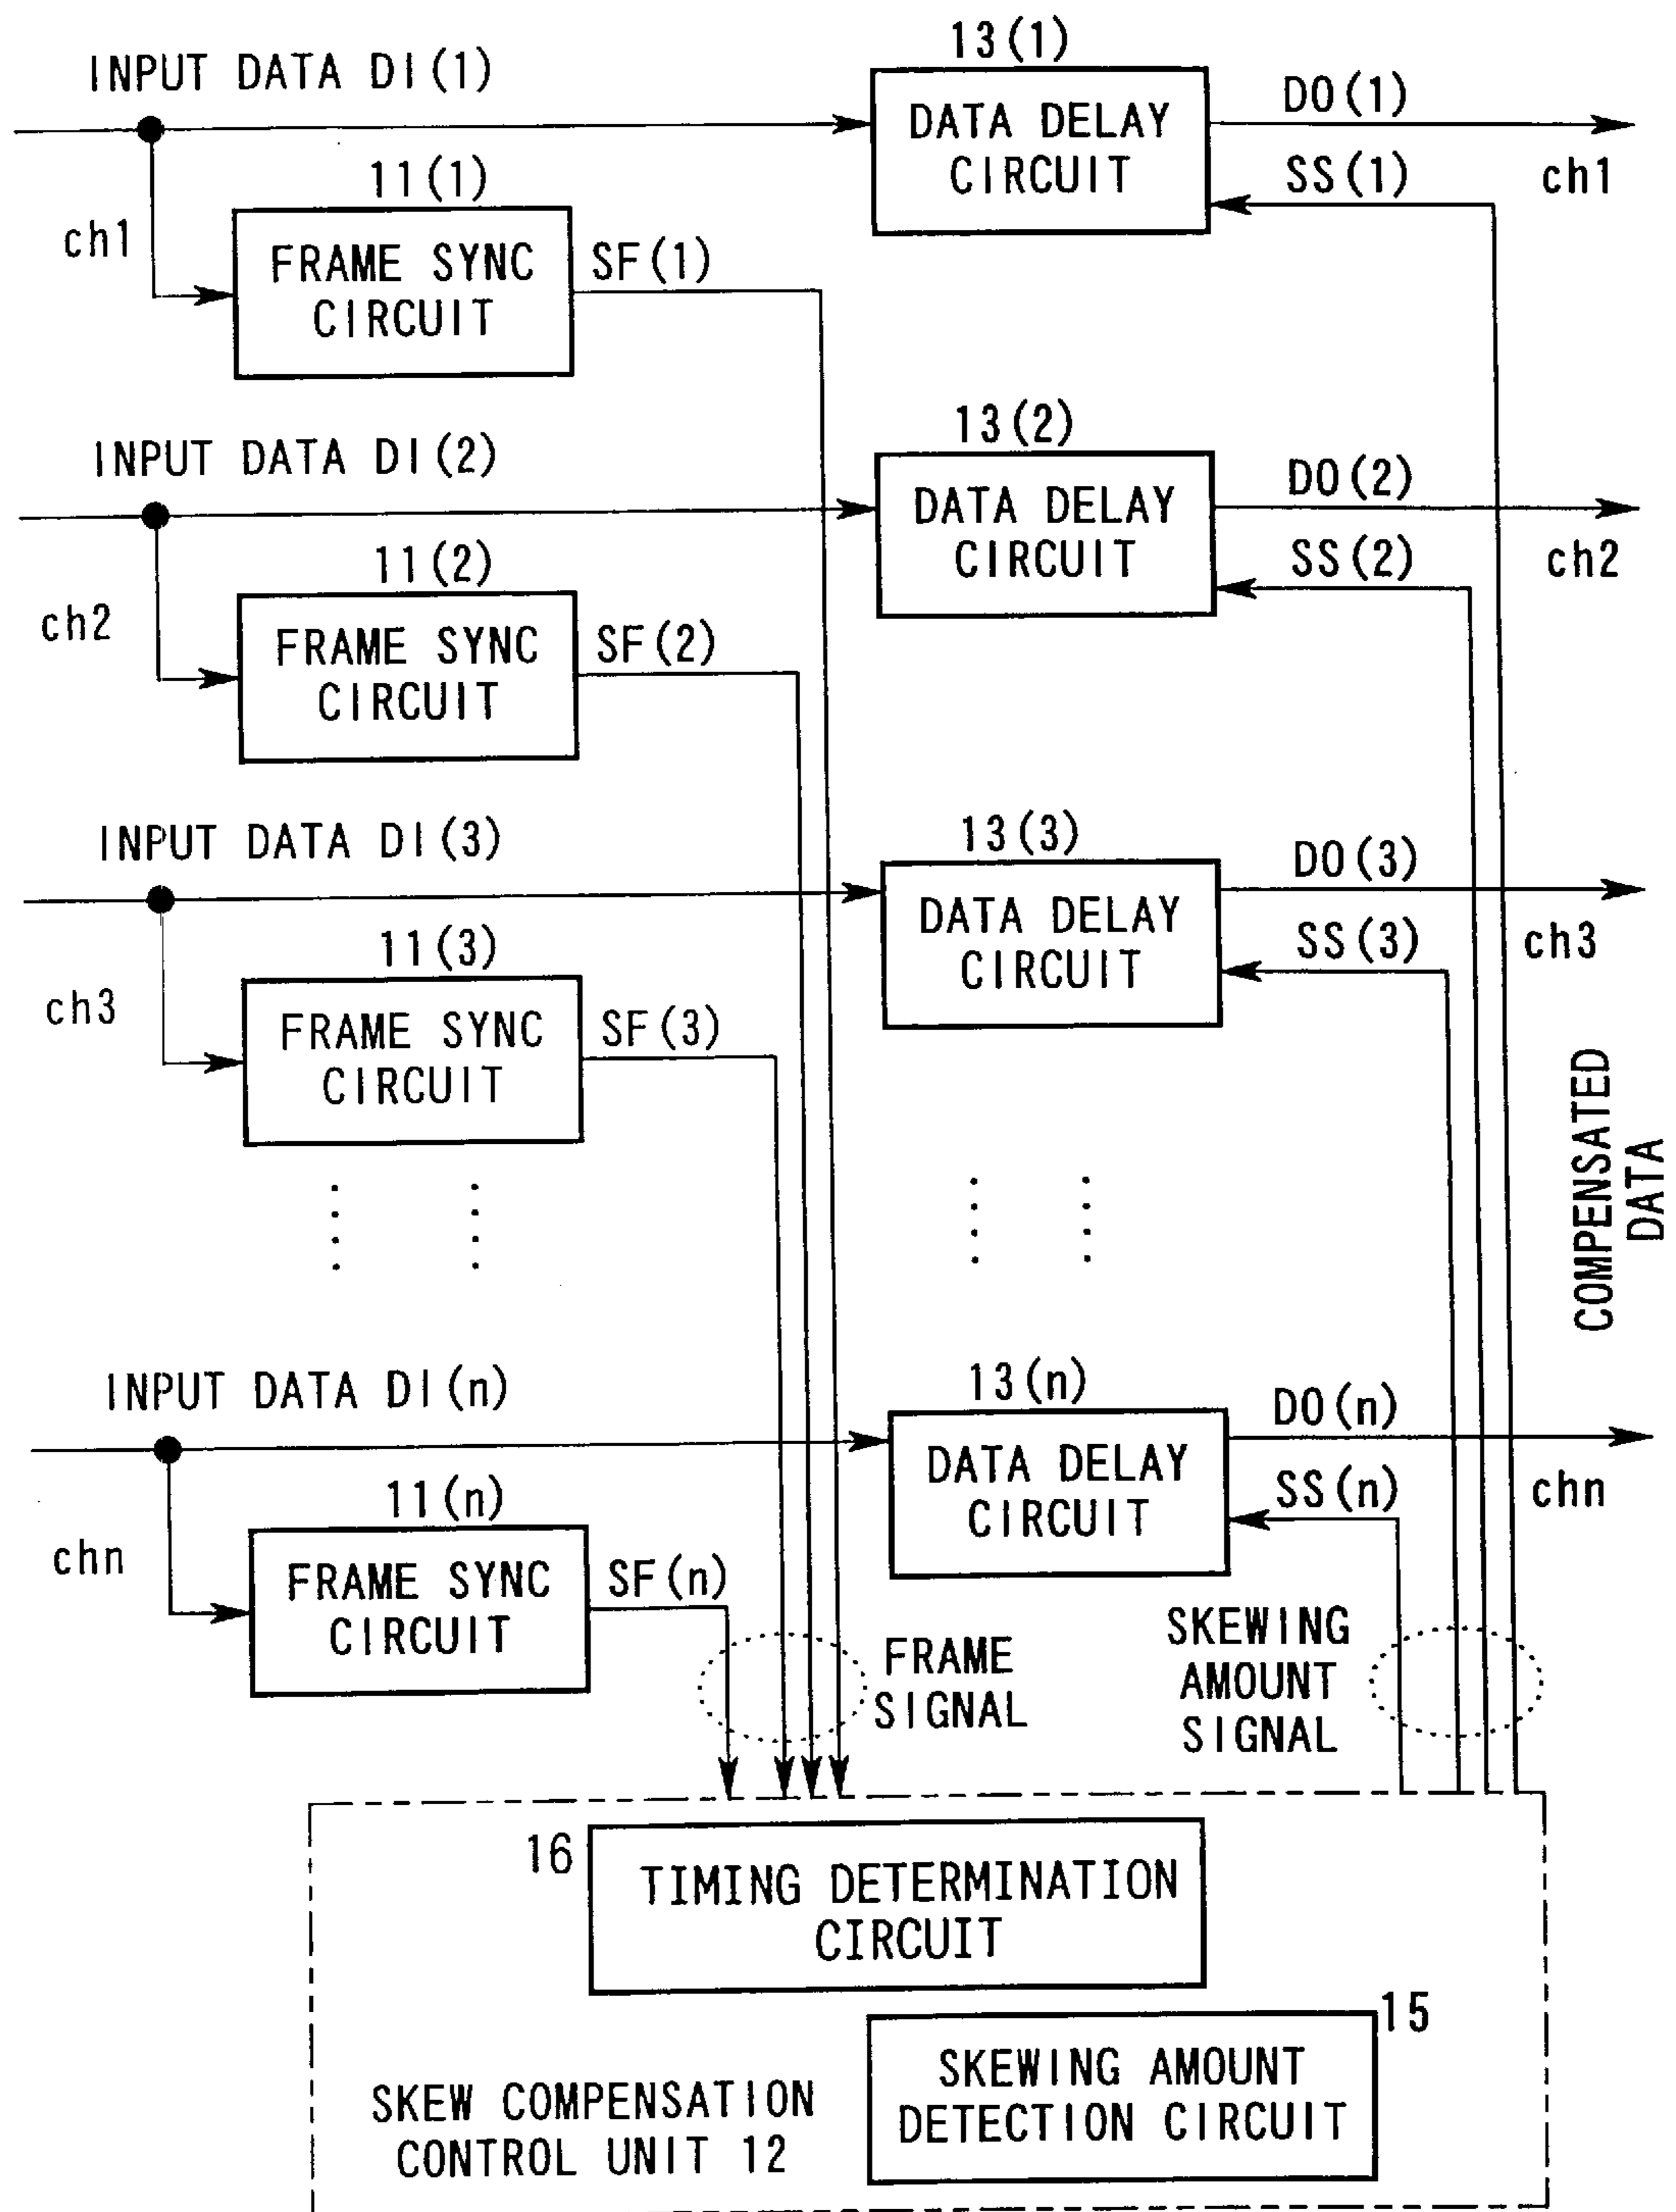 13(1)
INPUT DATA DI(1)
DO(1)
DATA DELAY
CIRCUIT
SS(1)
ch1
11(1)
ch1
FRAME SYNC
CIRCUIT
SF(1)
13(2)
INPUT DATA DI(2)
DO(2)
DATA DELAY
CIRCUIT
SS(2)
ch2
11(2)
ch2
FRAME SYNC
CIRCUIT
SF(2)
13(3)
INPUT DATA DI(3)
DO(3)
DATA DELAY
CIRCUIT
SS(3)
ch3
11(3)
ch3
FRAME SYNC
CIRCUIT
SF(3)
COMPENSATED
DATA
13(n)
INPUT DATA DI(n)
DO(n)
DATA DELAY
CIRCUIT
SS(n)
chn
11(n)
chn
FRAME SYNC
CIRCUIT
SF(n)
FRAME
SIGNAL
SKEWING
AMOUNT
SIGNAL
16
TIMING DETERMINATION
CIRCUIT
15
SKEWING AMOUNT
DETECTION CIRCUIT
SKEW COMPENSATION
CONTROL UNIT 12